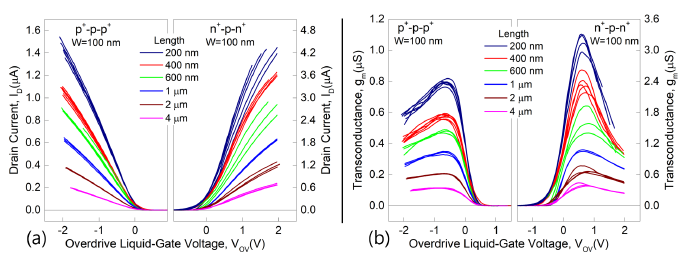 p⁺-p-p⁺
W=100 nm
n⁺-p-n⁺
W=100 nm
Length
200 nm
400 nm
600 nm
1 µm
2 µm
4 µm
Drain Current, I_D(µA)
1.6
1.4
1.2
1.0
0.8
0.6
0.4
0.2
0.0
4.8
4.2
3.6
3.0
2.4
1.8
1.2
0.6
0.0
Drain Current, I_D(µA)
-2 -1 0 0 1 2
(a)
Overdrive Liquid-Gate Voltage, V_OV(V)
p⁺-p-p⁺
W=100 nm
n⁺-p-n⁺
W=100 nm
Length
200 nm
400 nm
600 nm
1 µm
2 µm
4 µm
Transconductance, g_m(µS)
1.2
1.0
0.8
0.6
0.4
0.2
0.0
3.6
3.0
2.4
1.8
1.2
0.6
0.0
Transconductance, g_m(µS)
-2 -1 0 1 0 1 2
(b)
Overdrive Liquid-Gate Voltage, V_OV(V)